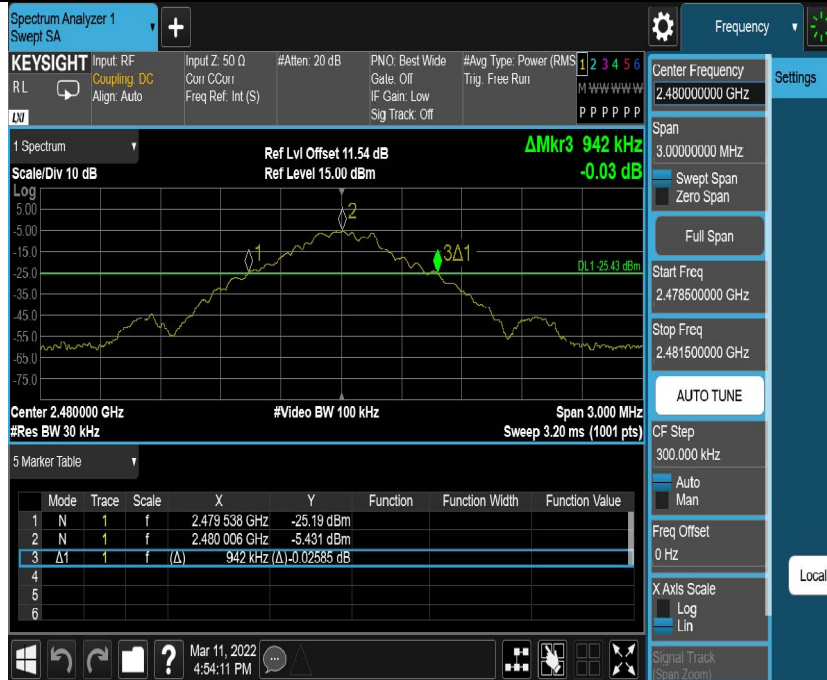 Spectrum Analyzer 1
Swept SA
Frequency
KEYSIGHT
RL
LXI
Input: RF
Coupling: DC
Align: Auto
Input Z: 50 Ω
Corr CCorr
Freq Ref: Int (S)
#Atten: 20 dB
PNO: Best Wide
Gate: Off
IF Gain: Low
Sig Track: Off
#Avg Type: Power (RMS
Trig: Free Run
1 2 3 4 5 6
M W W W W W
P P P P P P
Center Frequency
2.480000000 GHz
Settings
Span
3.00000000 MHz
Swept Span
Zero Span
Full Span
Start Freq
2.478500000 GHz
Stop Freq
2.481500000 GHz
AUTO TUNE
CF Step
300.000 kHz
Auto
Man
Freq Offset
0 Hz
X Axis Scale
Log
Lin
Signal Track
(Span Zoom)
Local
1 Spectrum
Scale/Div 10 dB
Ref Lvl Offset 11.54 dB
Ref Level 15.00 dBm
ΔMkr3 942 kHz
-0.03 dB
Log
5.00
-5.00
-15.0
-25.0
-35.0
-45.0
-55.0
-65.0
-75.0
2
1
3Δ1
DL1 -25.43 dBm
Center 2.480000 GHz
#Video BW 100 kHz
Span 3.000 MHz
#Res BW 30 kHz
Sweep 3.20 ms (1001 pts)
5 Marker Table
Mode Trace Scale X Y Function Function Width Function Value
1 N 1 f 2.479 538 GHz -25.19 dBm
2 N 1 f 2.480 006 GHz -5.431 dBm
3 Δ1 1 f (Δ) 942 kHz (Δ) -0.02585 dB
4
5
6
?
Mar 11, 2022
4:54:11 PM